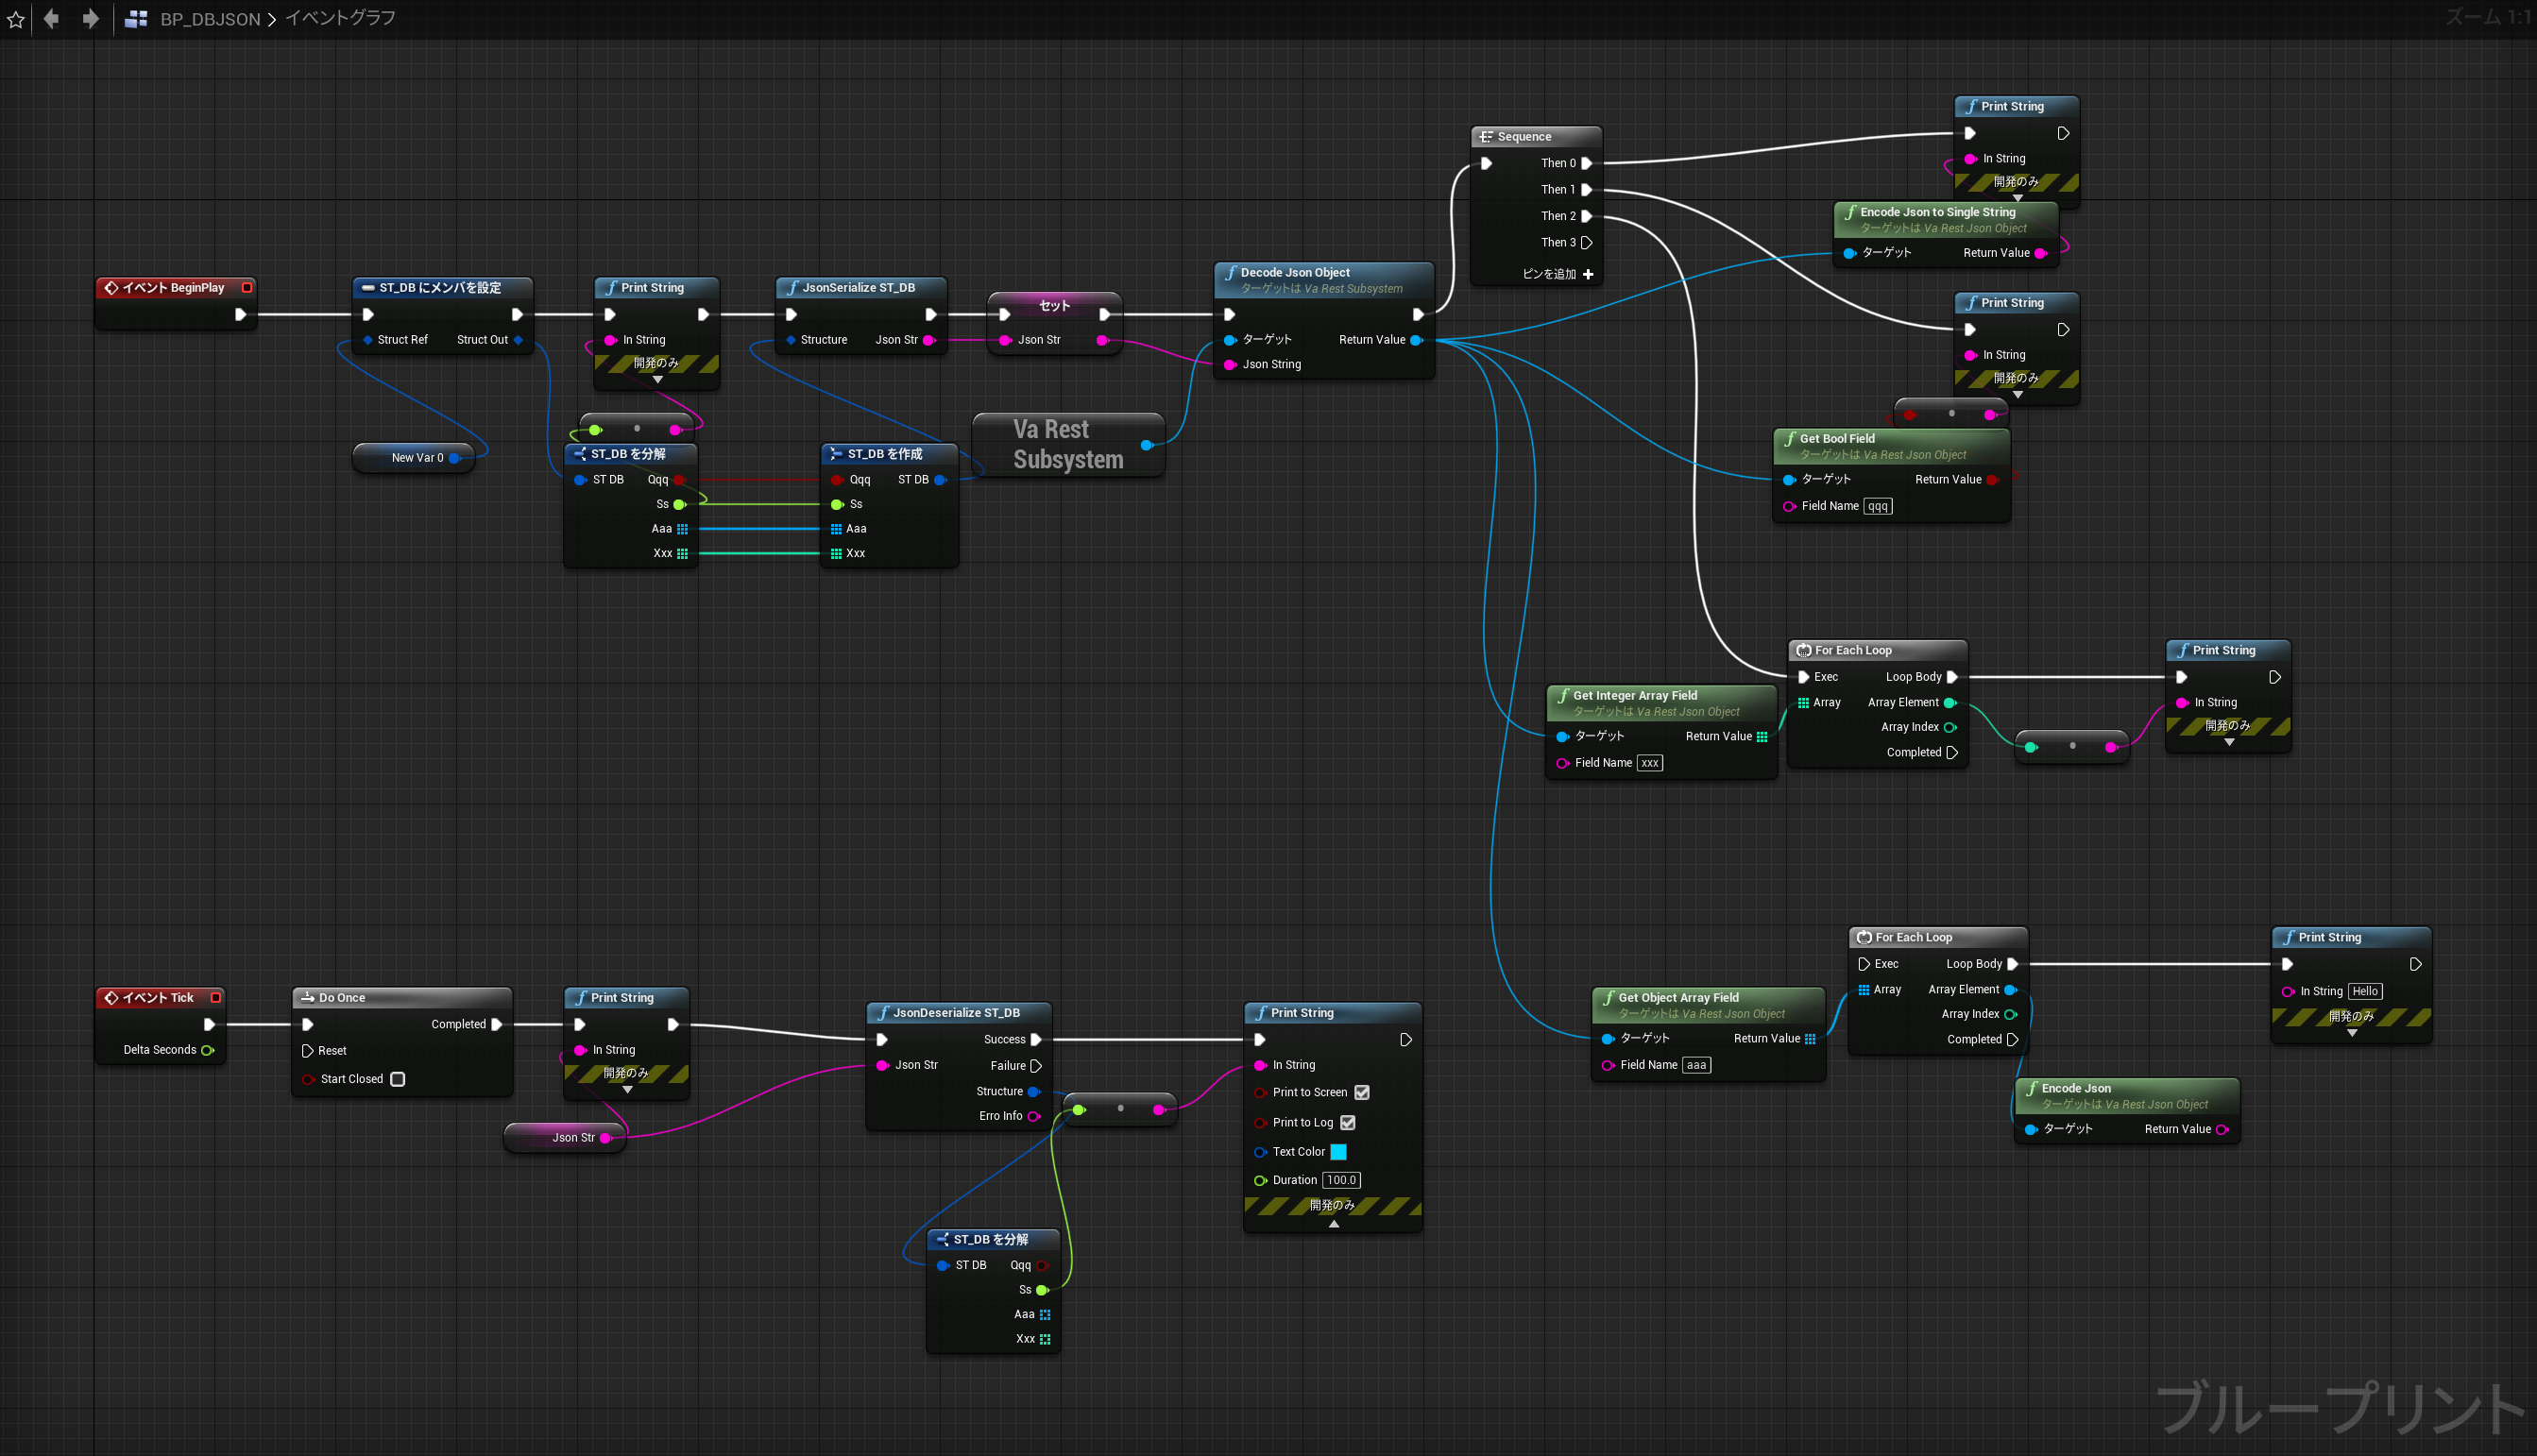 BP_DBJSON > イベントグラフ
ズーム 1:1
イベント BeginPlay
ST_DB にメンバを設定
Struct Ref
Struct Out
New Var 0
Print String
In String
開発のみ
ST_DB を分解
ST DB
Qqq
Ss
Aaa
Xxx
JsonSerialize ST_DB
Structure
Json Str
ST_DB を作成
Qqq
ST DB
Ss
Aaa
Xxx
セット
Json Str
Va Rest
Subsystem
Decode Json Object
ターゲットは Va Rest Subsystem
ターゲット
Return Value
Json String
Sequence
Then 0
Then 1
Then 2
Then 3
ピンを追加
Print String
In String
開発のみ
Encode Json to Single String
ターゲットは Va Rest Json Object
ターゲット
Return Value
Print String
In String
開発のみ
Get Bool Field
ターゲットは Va Rest Json Object
ターゲット
Return Value
Field Name qqq
Get Integer Array Field
ターゲットは Va Rest Json Object
ターゲット
Return Value
Field Name xxx
For Each Loop
Exec
Loop Body
Array
Array Element
Array Index
Completed
Print String
In String
開発のみ
イベント Tick
Delta Seconds
Do Once
Completed
Reset
Start Closed
Print String
In String
開発のみ
Json Str
JsonDeserialize ST_DB
Success
Json Str
Failure
Structure
Erro Info
ST_DB を分解
ST DB
Qqq
Ss
Aaa
Xxx
Print String
In String
Print to Screen
Print to Log
Text Color
Duration 100.0
開発のみ
Get Object Array Field
ターゲットは Va Rest Json Object
ターゲット
Return Value
Field Name aaa
For Each Loop
Exec
Loop Body
Array
Array Element
Array Index
Completed
Print String
In String Hello
開発のみ
Encode Json
ターゲットは Va Rest Json Object
ターゲット
Return Value
ブループリント